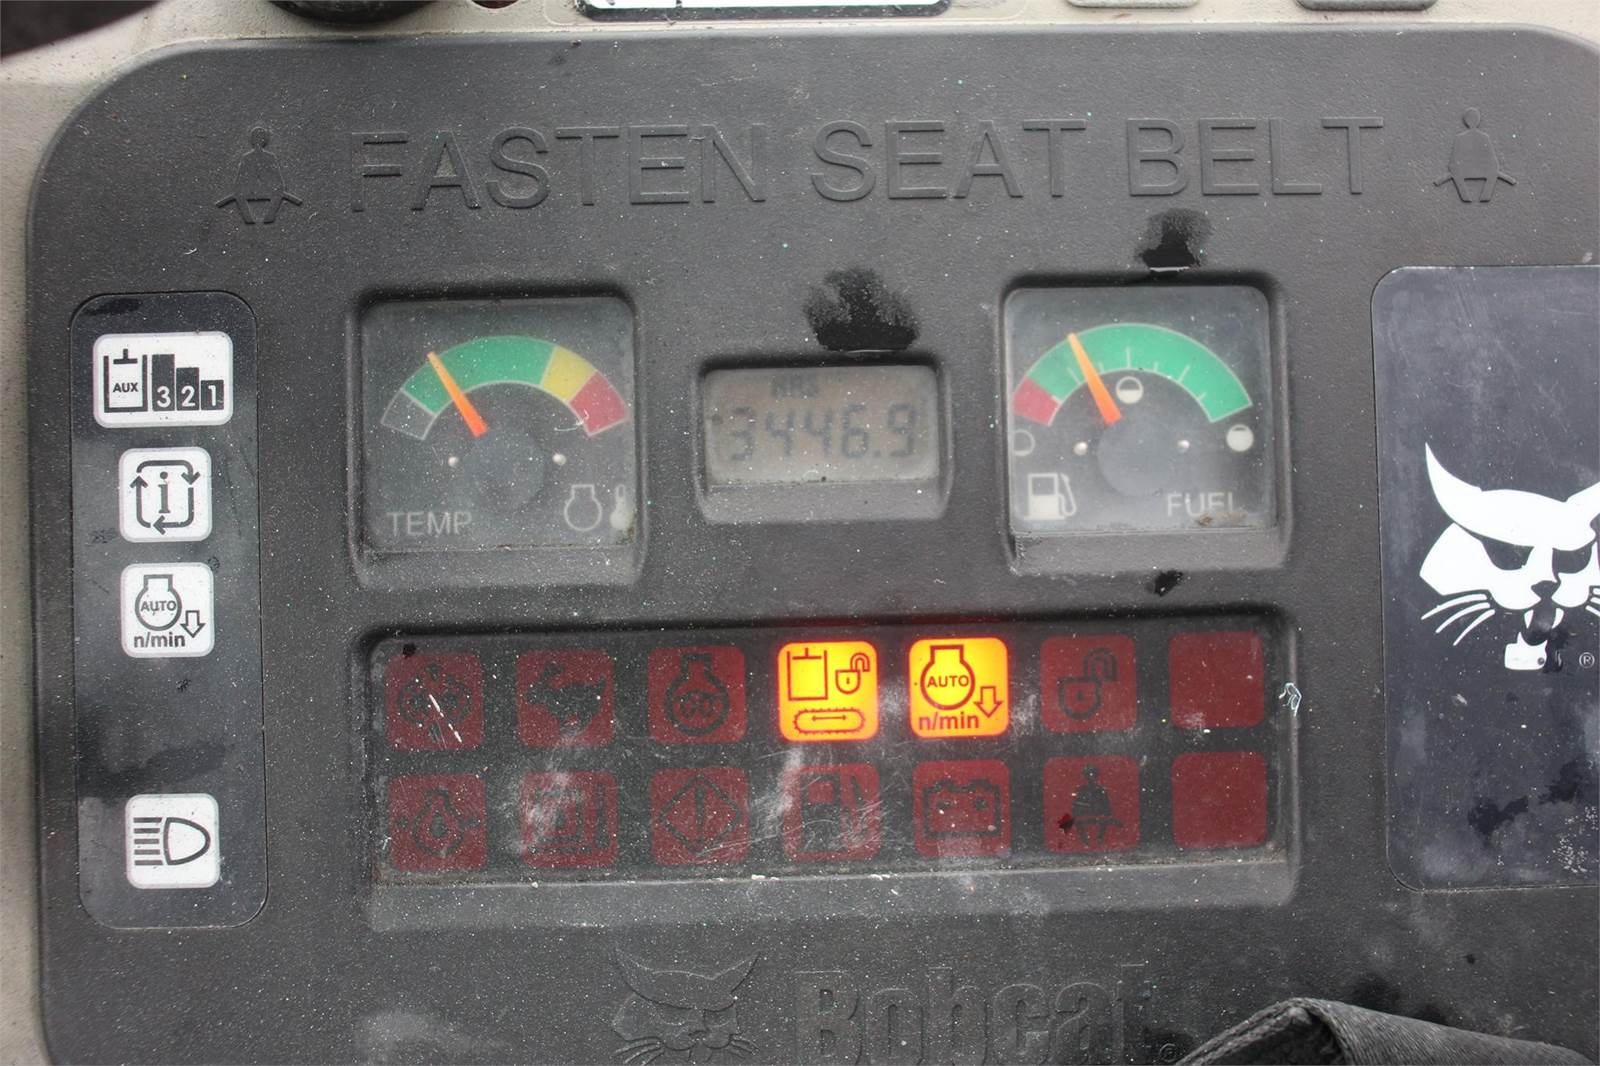 FASTEN SEAT BELT
AUX
3 2 1
i
AUTO
n/min
TEMP
HRS
3446.9
FUEL
AUTO
n/min
®
Bobcat